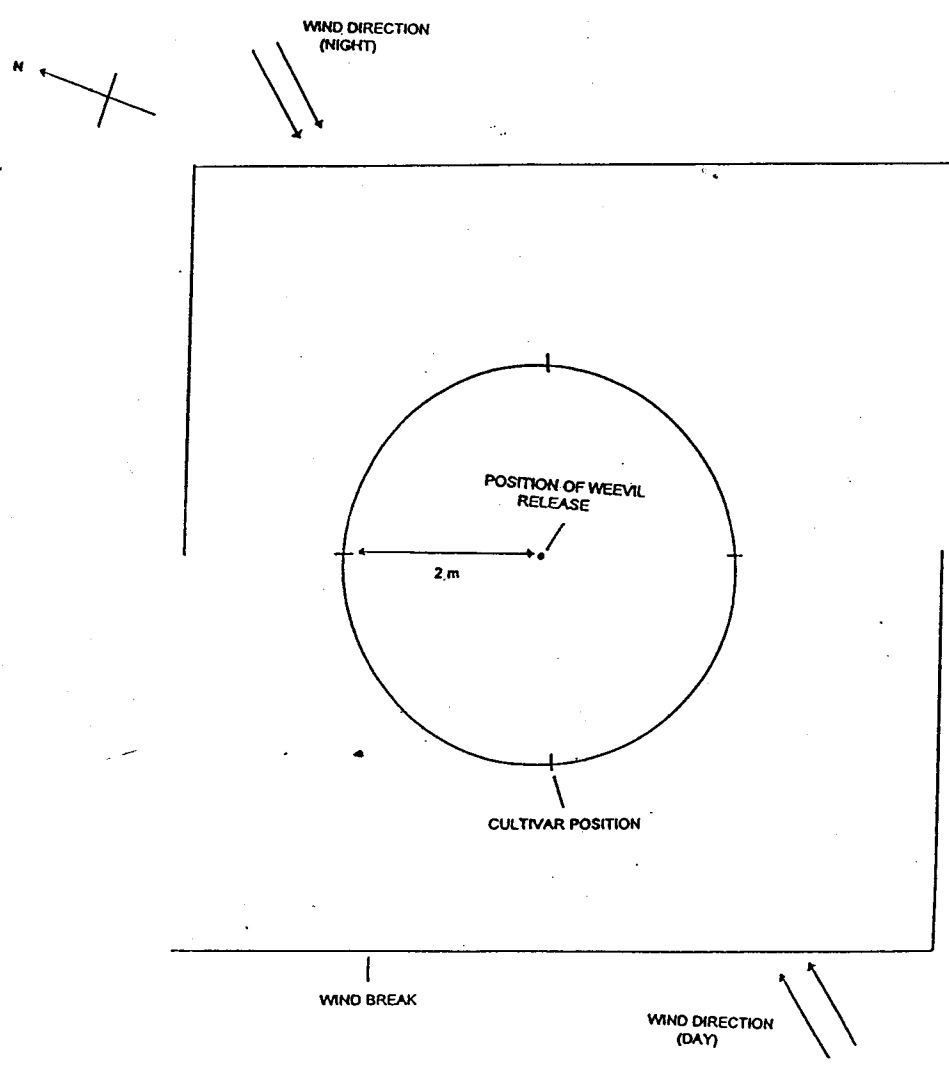 WIND DIRECTION
(NIGHT)
N
POSITION OF WEEVIL
RELEASE
2 m
CULTIVAR POSITION
WIND BREAK
WIND DIRECTION
(DAY)